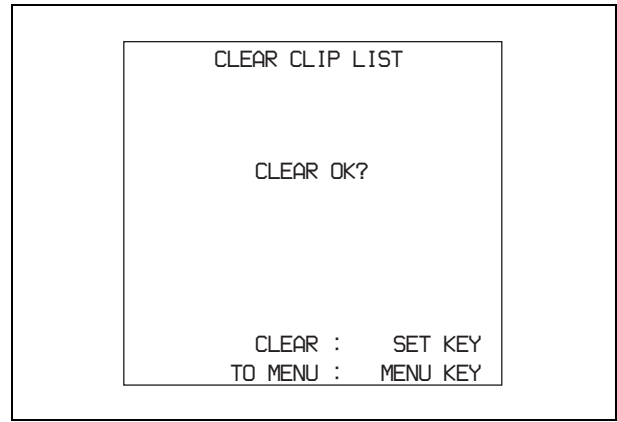 CLEAR CLIP LIST
CLEAR OK?
CLEAR : SET KEY
TO MENU : MENU KEY